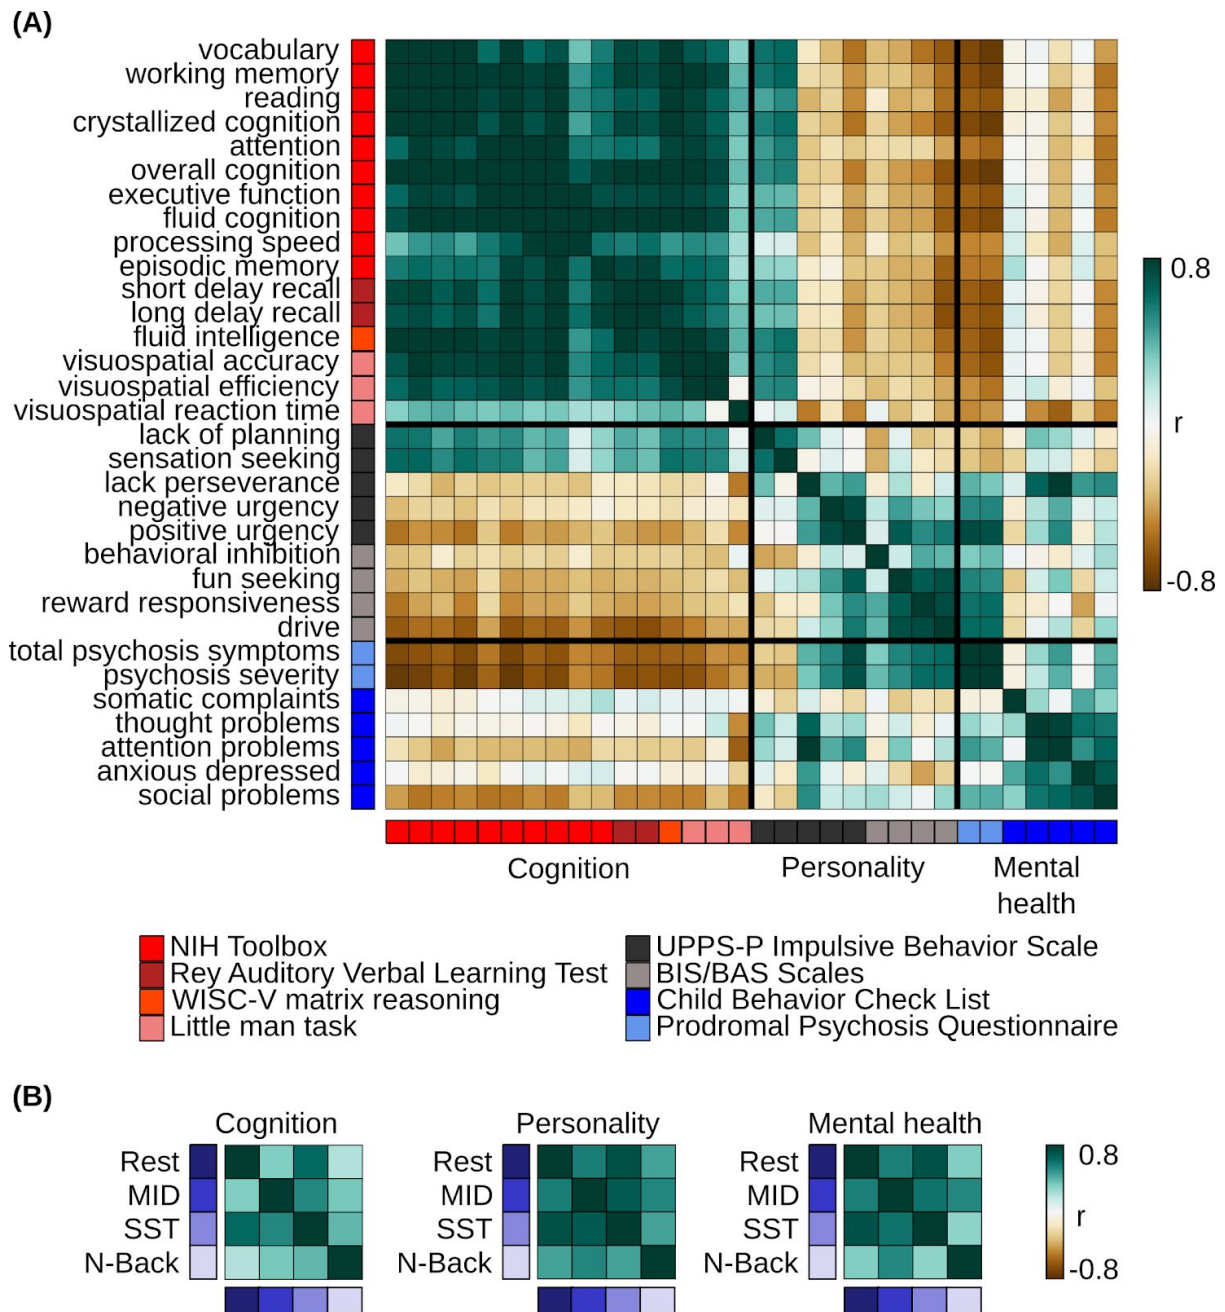 (A)
vocabulary
working memory
reading
crystallized cognition
attention
overall cognition
executive function
fluid cognition
processing speed
episodic memory
short delay recall
long delay recall
fluid intelligence
visuospatial accuracy
visuospatial efficiency
visuospatial reaction time
lack of planning
sensation seeking
lack perseverance
negative urgency
positive urgency
behavioral inhibition
fun seeking
reward responsiveness
drive
total psychosis symptoms
psychosis severity
somatic complaints
thought problems
attention problems
anxious depressed
social problems
0.8
r
-0.8
Cognition Personality Mental
health
NIH Toolbox
Rey Auditory Verbal Learning Test
WISC-V matrix reasoning
Little man task
UPPS-P Impulsive Behavior Scale
BIS/BAS Scales
Child Behavior Check List
Prodromal Psychosis Questionnaire
(B)
Cognition
Rest
MID
SST
N-Back
Personality
Rest
MID
SST
N-Back
Mental health
Rest
MID
SST
N-Back
0.8
r
-0.8